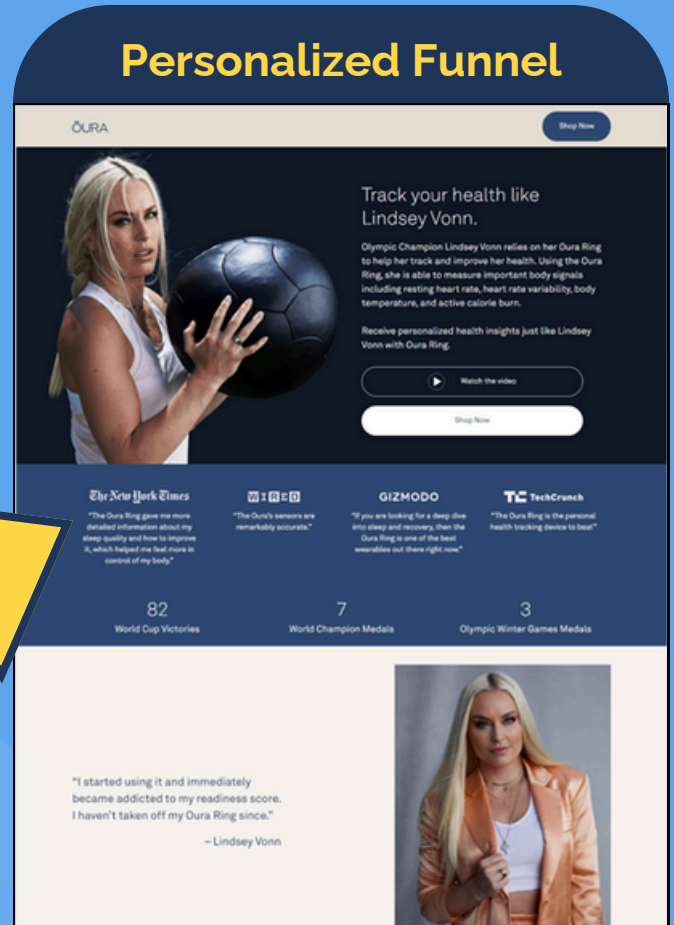 Personalized Funnel
ŌURA
Shop Now
Track your health like
Lindsey Vonn.
Olympic Champion Lindsey Vonn relies on her Oura Ring
to help her track and improve her health. Using the Oura
Ring, she is able to measure important body signals
including resting heart rate, heart rate variability, body
temperature, and active calorie burn.
Receive personalized health insights just like Lindsey
Vonn with Oura Ring.
Watch the video
Shop Now
The New York Times
"The Oura Ring gave me more
detailed information about my
sleep quality and how to improve
it, which helped me feel more in
control of my body."
WIRED
"The Oura's sensors are
remarkably accurate."
GIZMODO
"If you are looking for a deep dive
into sleep and recovery, then the
Oura Ring is one of the best
wearables out there right now."
TC TechCrunch
"The Oura Ring is the personal
health tracking device to beat"
82
World Cup Victories
7
World Champion Medals
3
Olympic Winter Games Medals
"I started using it and immediately
became addicted to my readiness score.
I haven't taken off my Oura Ring since."
– Lindsey Vonn